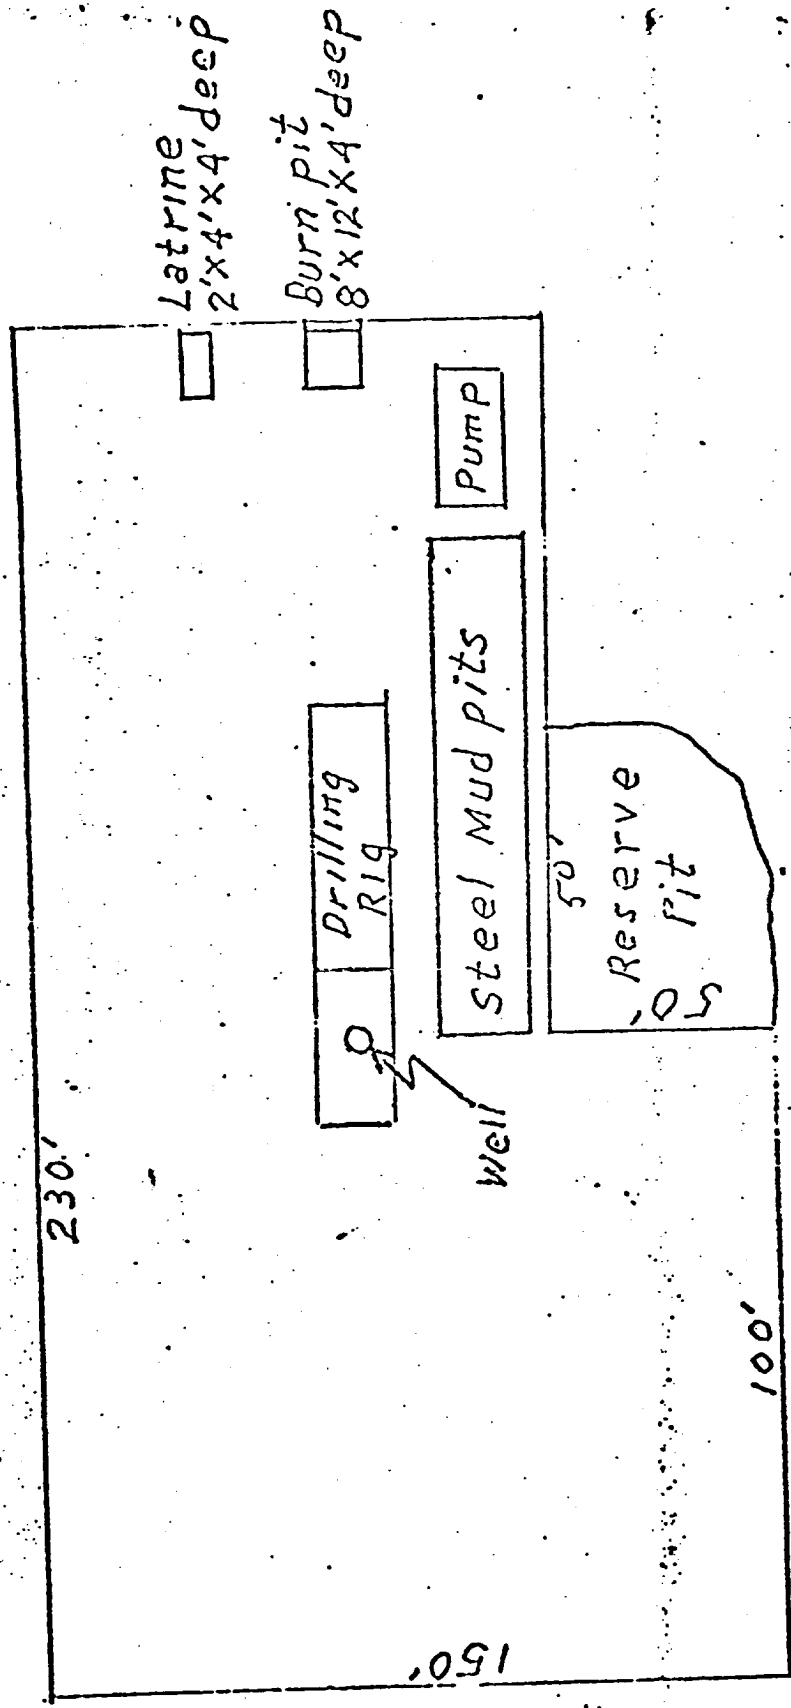 Latrine
2'x4'x4' deep
Burn pit
8'x12'x4' deep
230'
Drilling
Rig
Pump
Steel Mud pits
Well
50'
Reserve
Pit
50'
100'
150'